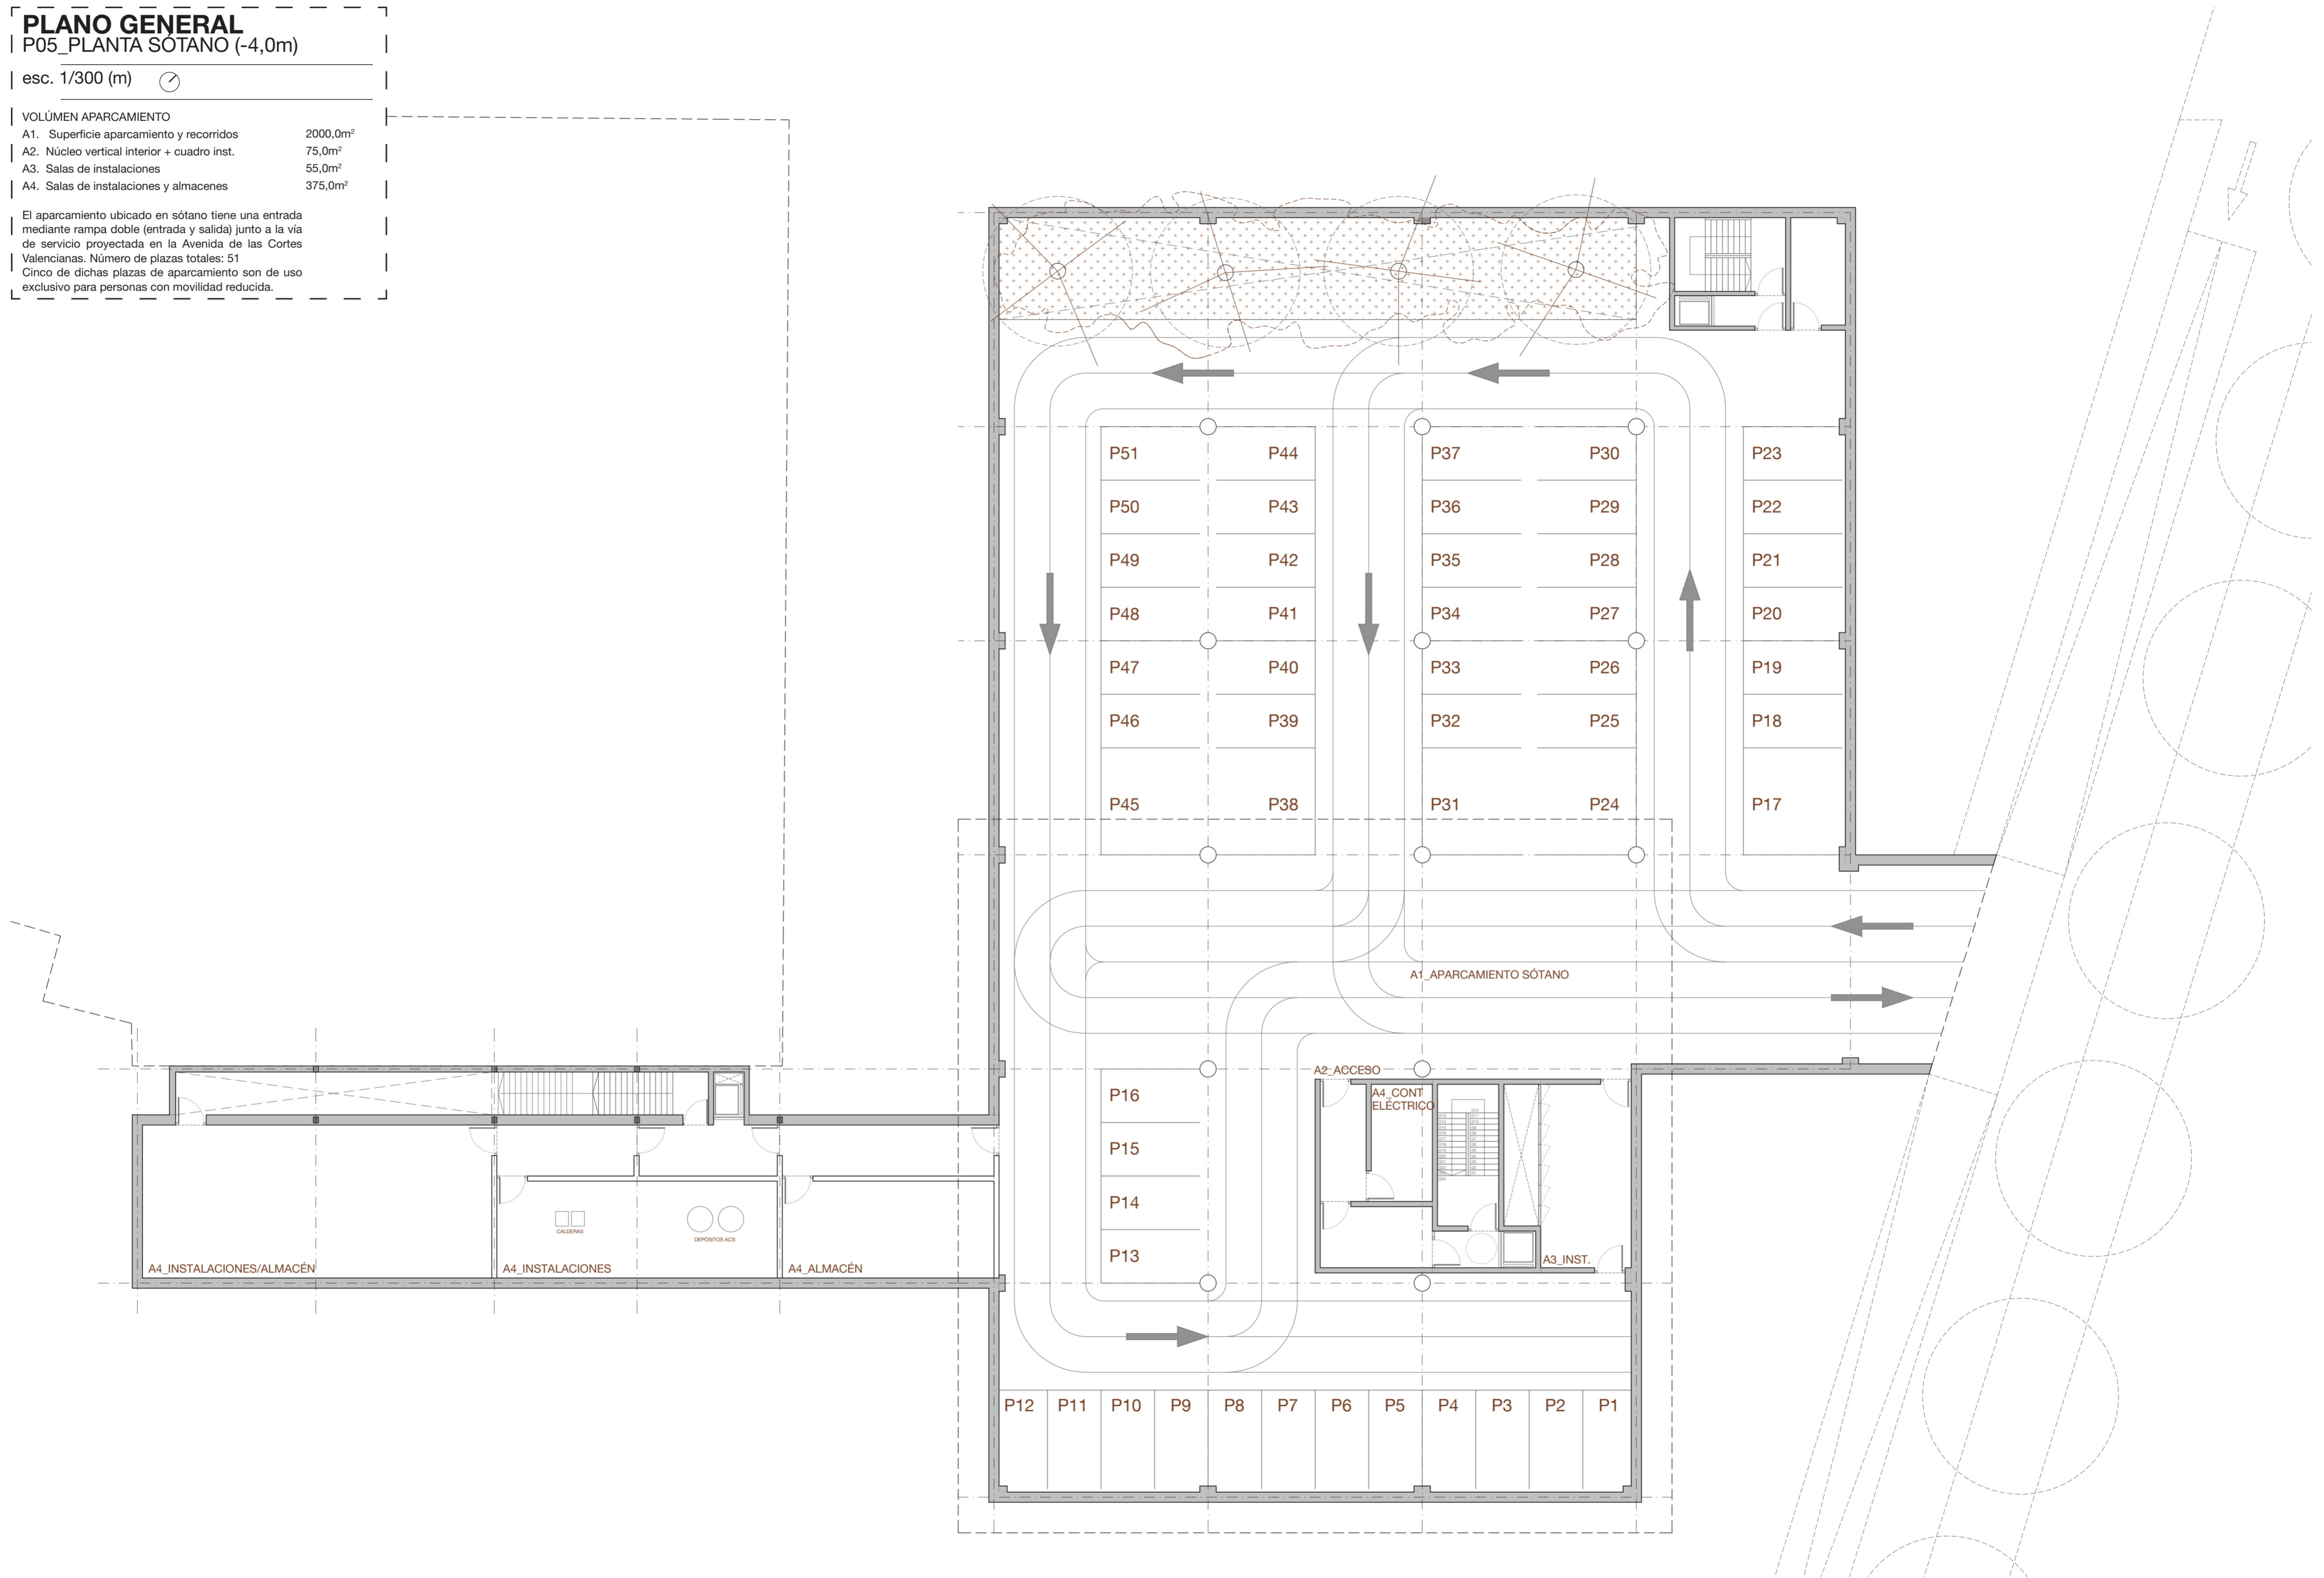 PLANO GENERAL
P05_PLANTA SÓTANO (-4,0m)
esc. 1/300 (m)
VOLÚMEN APARCAMIENTO
A1. Superficie aparcamiento y recorridos 2000,0m²
A2. Núcleo vertical interior + cuadro inst. 75,0m²
A3. Salas de instalaciones 55,0m²
A4. Salas de instalaciones y almacenes 375,0m²
El aparcamiento ubicado en sótano tiene una entrada
mediante rampa doble (entrada y salida) junto a la vía
de servicio proyectada en la Avenida de las Cortes
Valencianas. Número de plazas totales: 51
Cinco de dichas plazas de aparcamiento son de uso
exclusivo para personas con movilidad reducida.
P51 P44 P37 P30 P23
P50 P43 P36 P29 P22
P49 P42 P35 P28 P21
P48 P41 P34 P27 P20
P47 P40 P33 P26 P19
P46 P39 P32 P25 P18
P45 P38 P31 P24 P17
A1_APARCAMIENTO SÓTANO
A2_ACCESO
A4_CONT
ELÉCTRICO
P16
P15
P14
P13
CALDERAS
DEPÓSITOS ACS
A4_INSTALACIONES/ALMACÉN
A4_INSTALACIONES
A4_ALMACÉN
A3_INST.
P12 P11 P10 P9 P8 P7 P6 P5 P4 P3 P2 P1